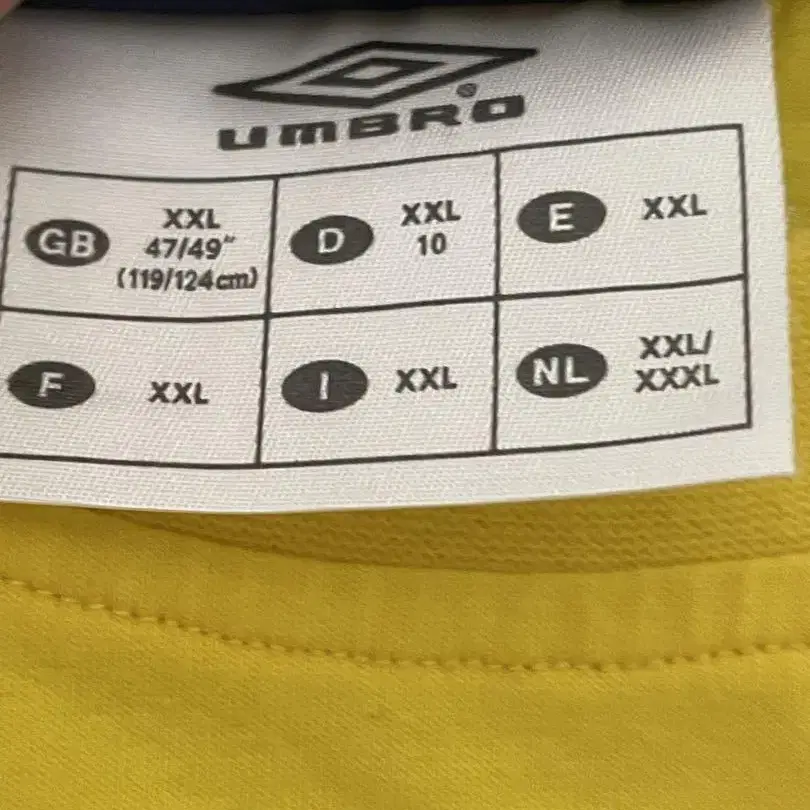 UMBRO®
GB XXL
47/49"
(119/124cm)
D XXL
10
E XXL
F XXL
I XXL
NL XXL/
XXXL